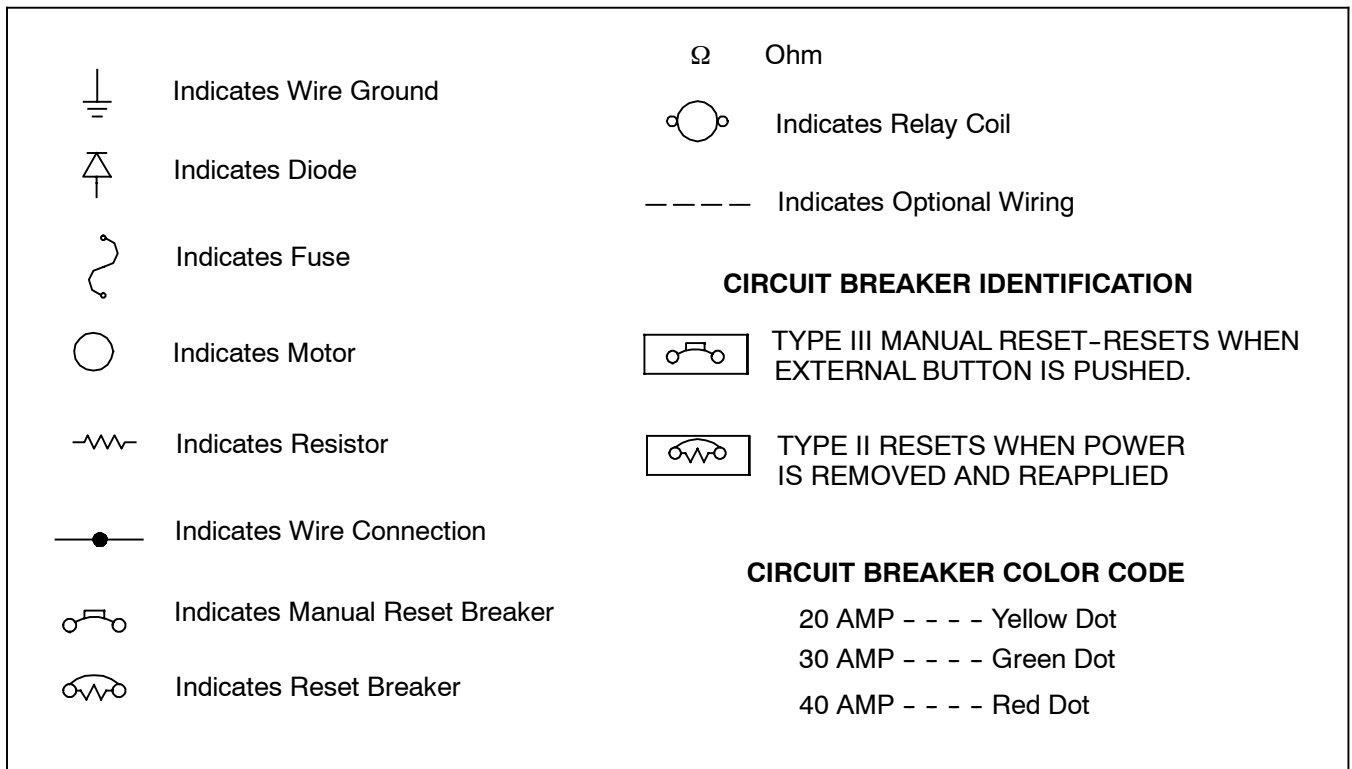 Indicates Wire Ground
Indicates Diode
Indicates Fuse
Indicates Motor
Indicates Resistor
Indicates Wire Connection
Indicates Manual Reset Breaker
Indicates Reset Breaker
Ω Ohm
Indicates Relay Coil
Indicates Optional Wiring
CIRCUIT BREAKER IDENTIFICATION
TYPE III MANUAL RESET-RESETS WHEN
EXTERNAL BUTTON IS PUSHED.
TYPE II RESETS WHEN POWER
IS REMOVED AND REAPPLIED
CIRCUIT BREAKER COLOR CODE
20 AMP - - - - Yellow Dot
30 AMP - - - - Green Dot
40 AMP - - - - Red Dot